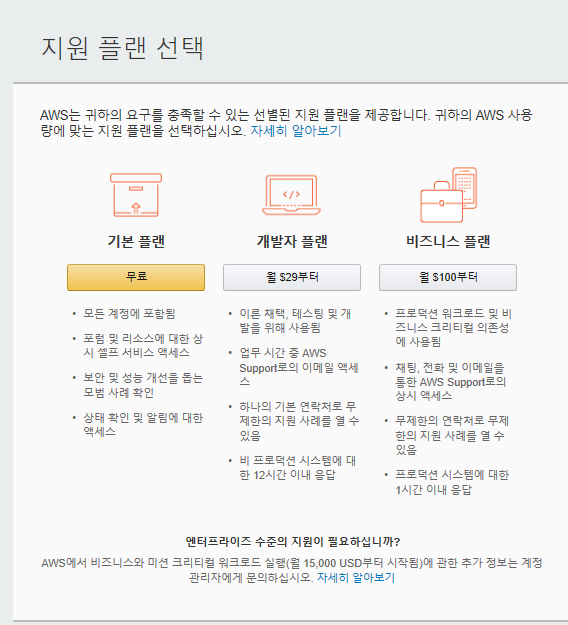 지원 플랜 선택
AWS는 귀하의 요구를 충족할 수 있는 선별된 지원 플랜을 제공합니다. 귀하의 AWS 사용
량에 맞는 지원 플랜을 선택하십시오. 자세히 알아보기
기본 플랜
무료
• 모든 계정에 포함됨
• 포럼 및 리소스에 대한 상
시 셀프 서비스 액세스
• 보안 및 성능 개선을 돕는
모범 사례 확인
• 상태 확인 및 알림에 대한
액세스
개발자 플랜
월 $29부터
• 이른 채택, 테스팅 및 개
발을 위해 사용됨
• 업무 시간 중 AWS
Support로의 이메일 액세
스
• 하나의 기본 연락처로 무
제한의 지원 사례를 열 수
있음
• 비 프로덕션 시스템에 대
한 12시간 이내 응답
비즈니스 플랜
월 $100부터
• 프로덕션 워크로드 및 비
즈니스 크리티컬 의존성
에 사용됨
• 채팅, 전화 및 이메일을
통한 AWS Support로의
상시 액세스
• 무제한의 연락처로 무제
한의 지원 사례를 열 수
있음
• 프로덕션 시스템에 대한
1시간 이내 응답
엔터프라이즈 수준의 지원이 필요하십니까?
AWS에서 비즈니스와 미션 크리티컬 워크로드 실행(월 15,000 USD부터 시작됨)에 관한 추가 정보는 계정
관리자에게 문의하십시오. 자세히 알아보기